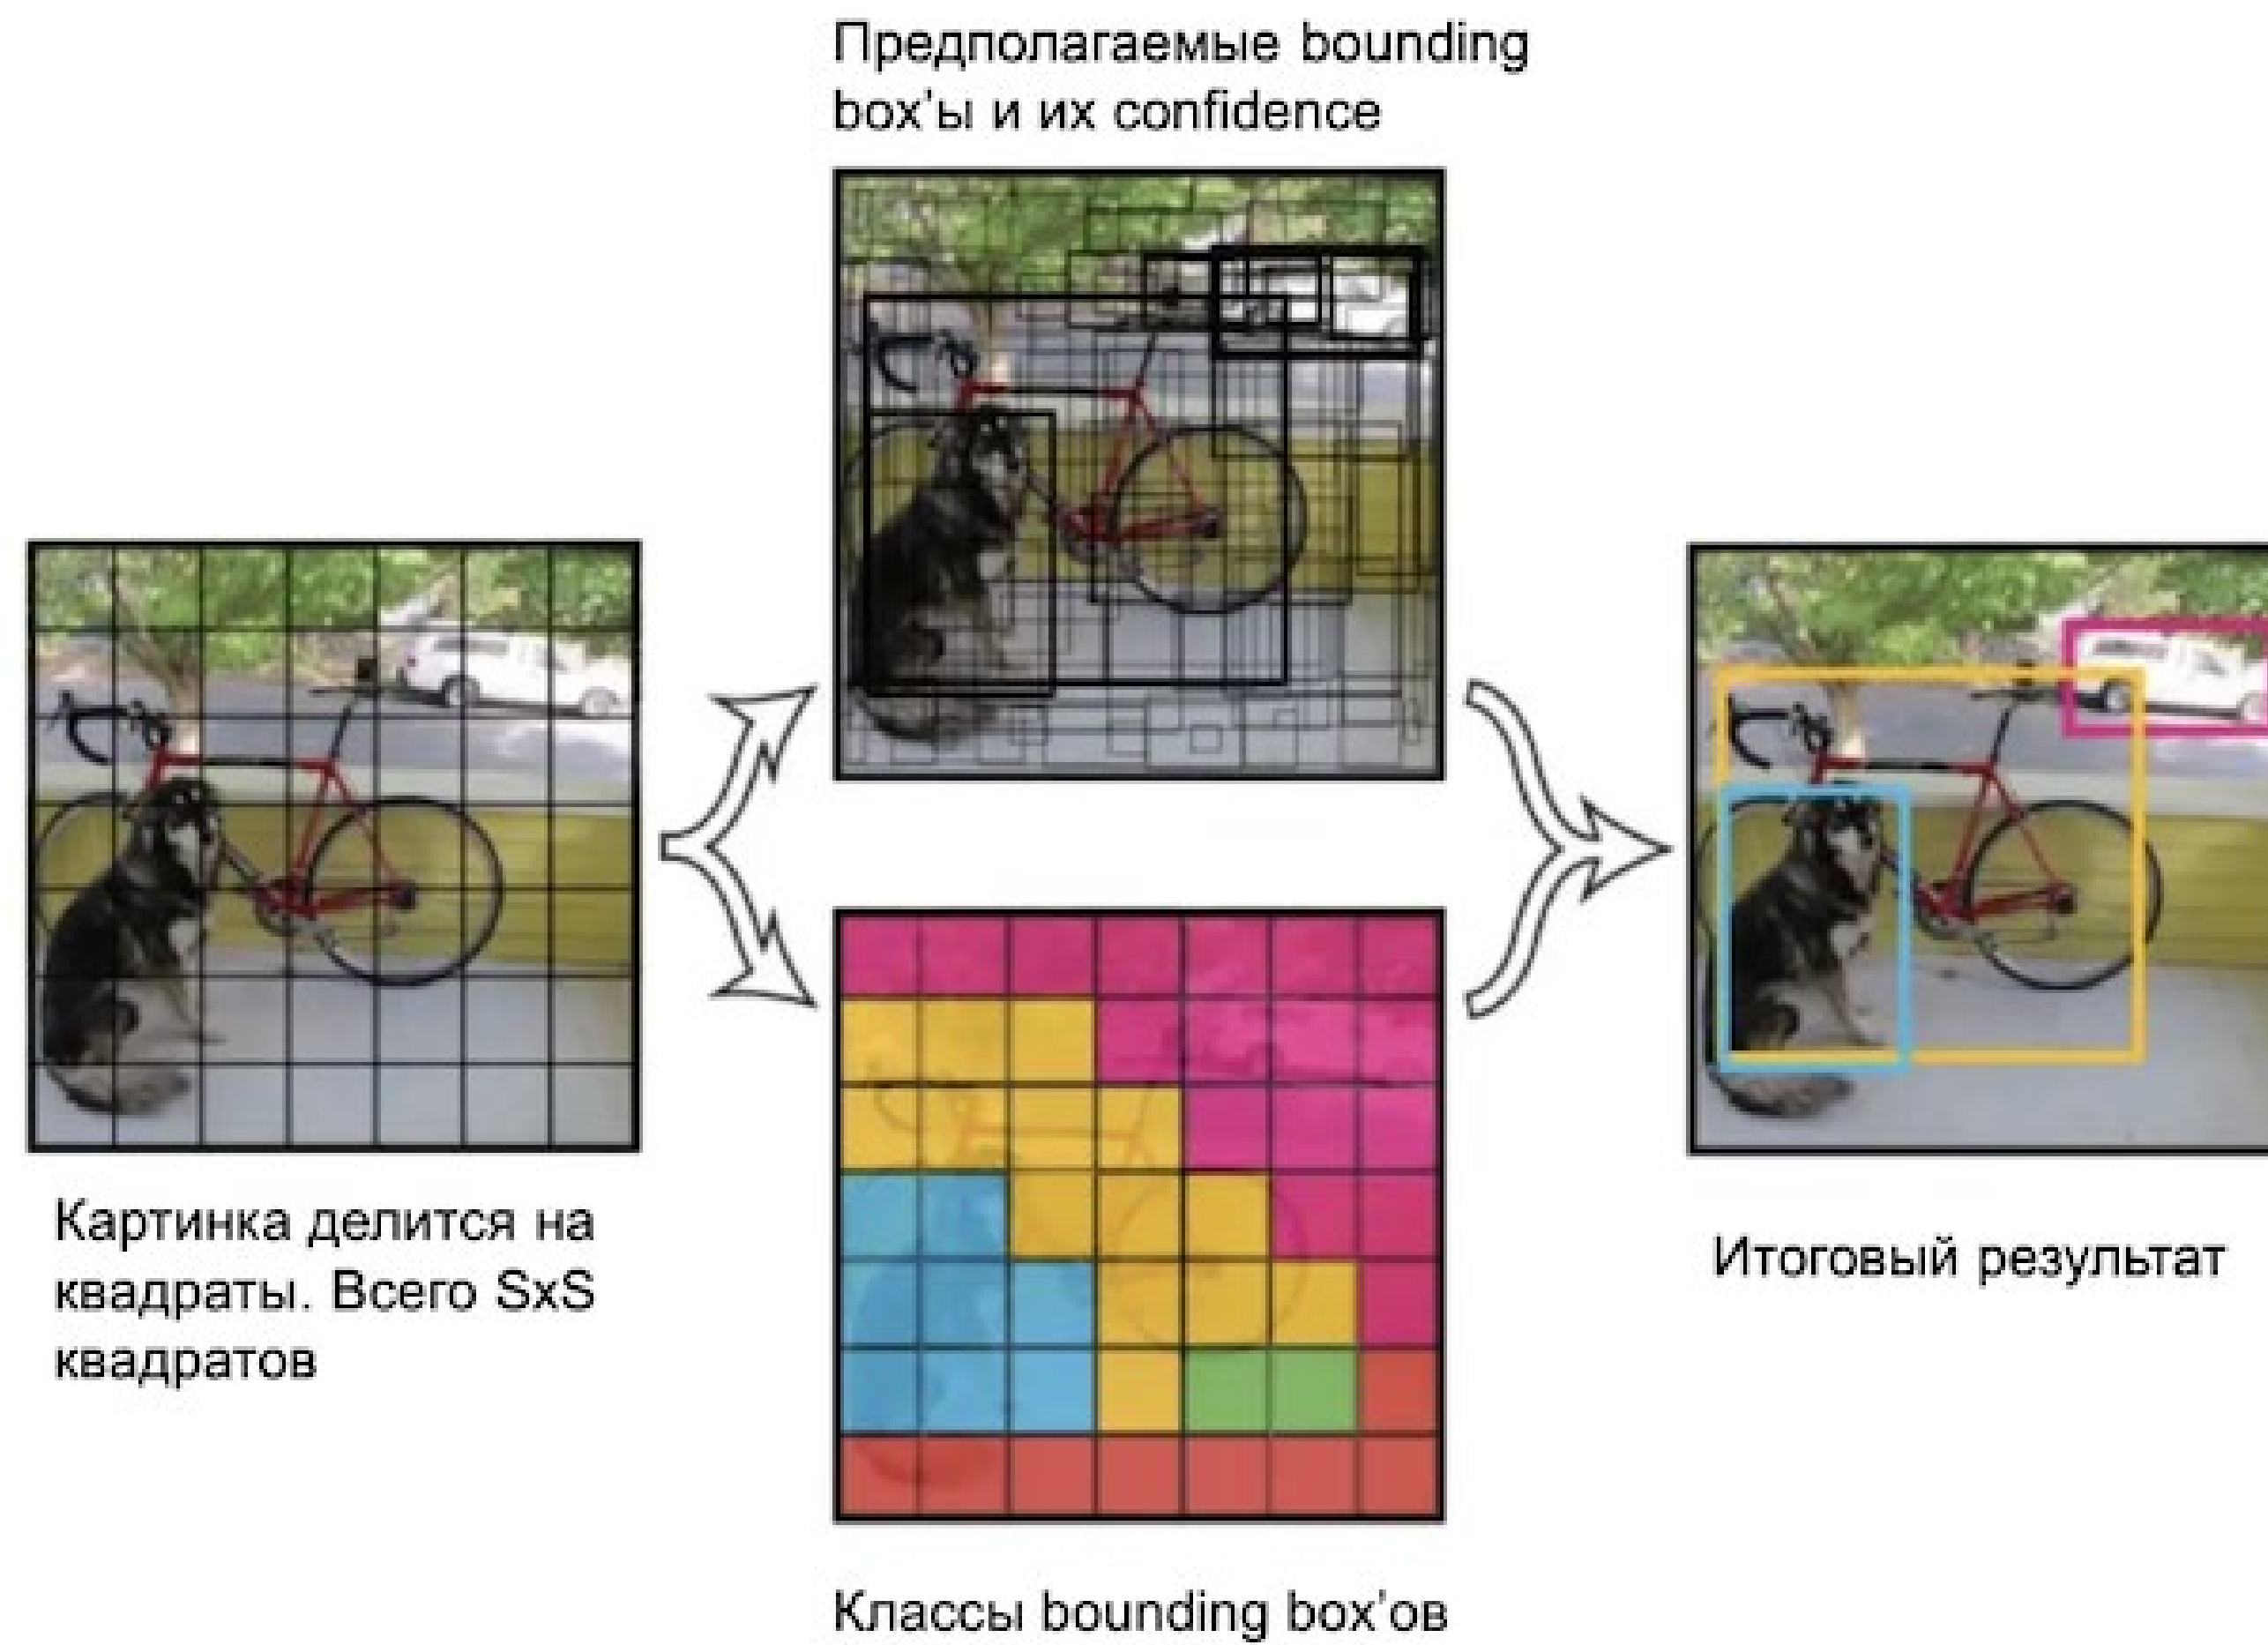 Предполагаемые bounding
box’ы и их confidence
Картинка делится на
квадраты. Всего SxS
квадратов
Итоговый результат
Классы bounding box’ов